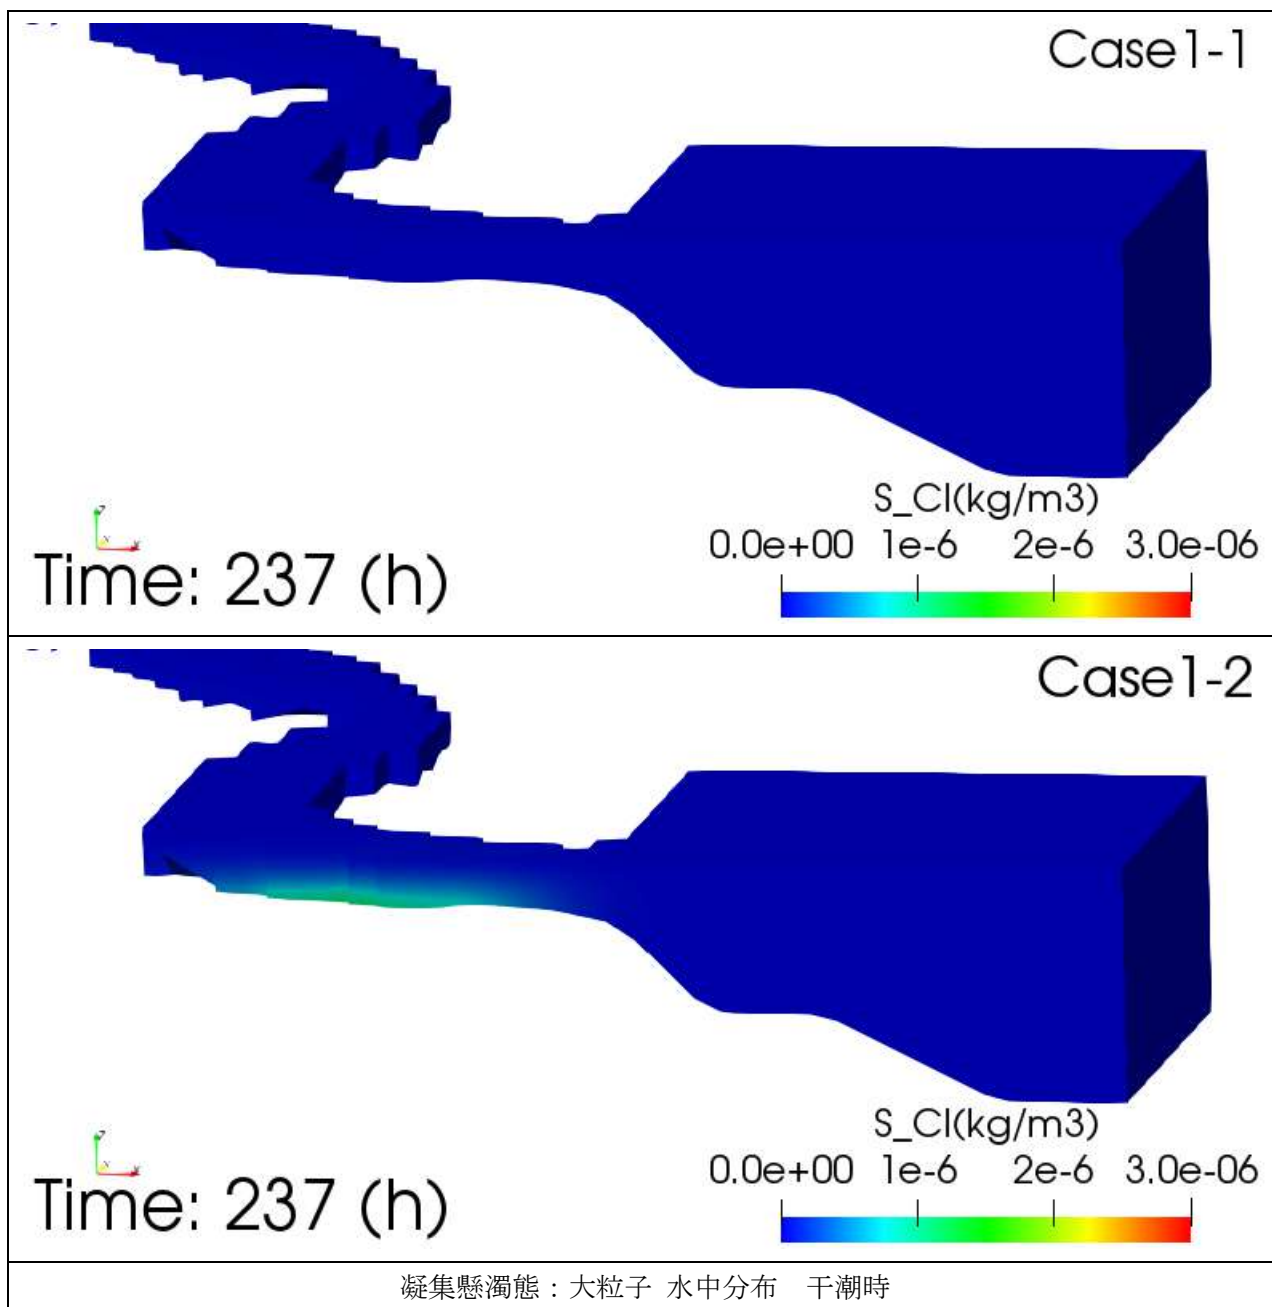 Case1-1
S_Cl(kg/m3)
0.0e+00 1e-6 2e-6 3.0e-06
Time: 237 (h)
Case1-2
S_Cl(kg/m3)
0.0e+00 1e-6 2e-6 3.0e-06
Time: 237 (h)
凝集懸濁態：大粒子 水中分布　干潮時